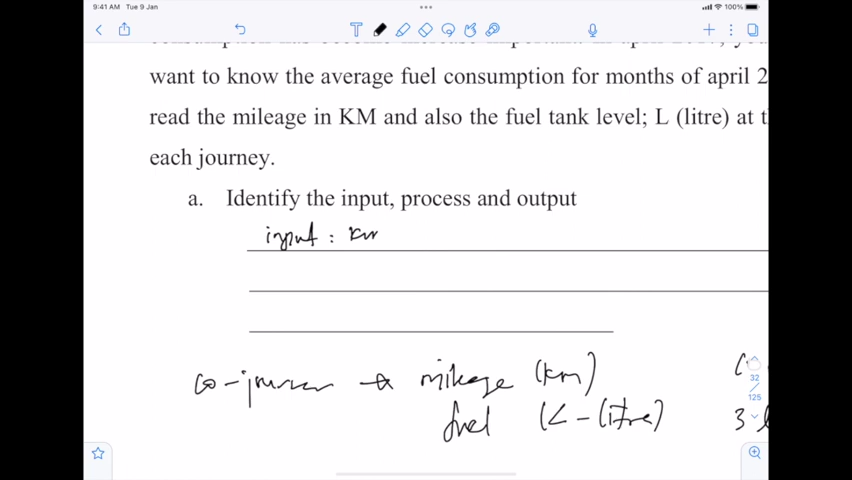 9:41 AM Tue 9 Jan
100%
want to know the average fuel consumption for months of april 2
read the mileage in KM and also the fuel tank level; L (litre) at t
each journey.
a. Identify the input, process and output
input : km
→ mileage (km)
fuel (L - litre)
32
/
125
3